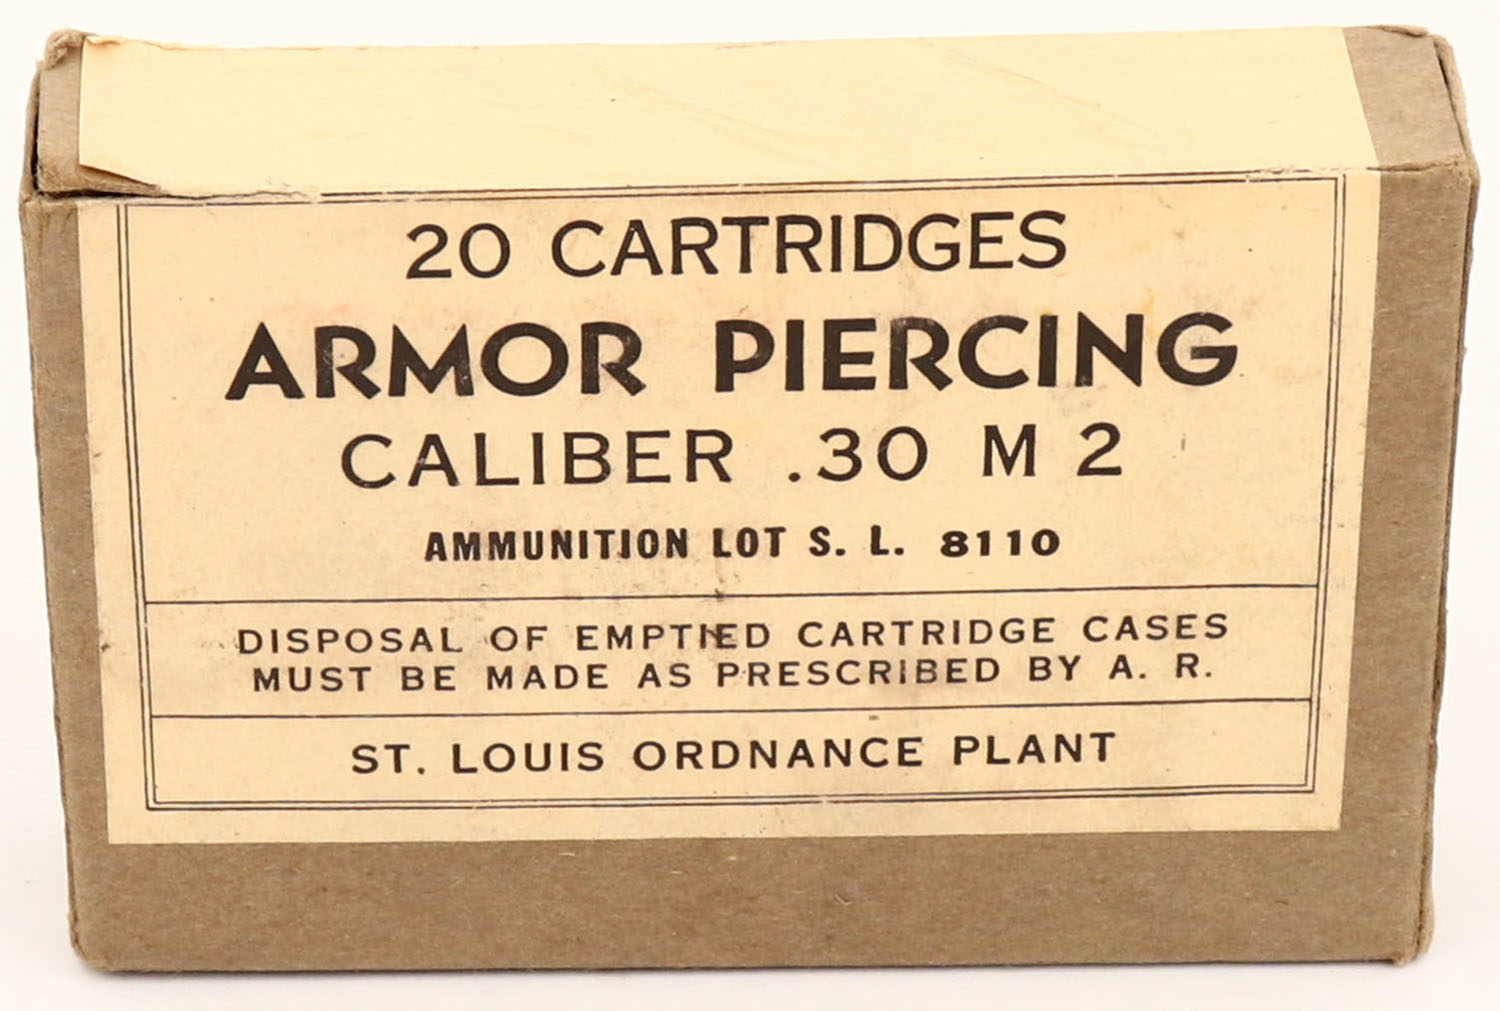 20 CARTRIDGES
ARMOR PIERCING
CALIBER .30 M 2
AMMUNITION LOT S. L. 8110
DISPOSAL OF EMPTIED CARTRIDGE CASES
MUST BE MADE AS PRESCRIBED BY A. R.
ST. LOUIS ORDNANCE PLANT